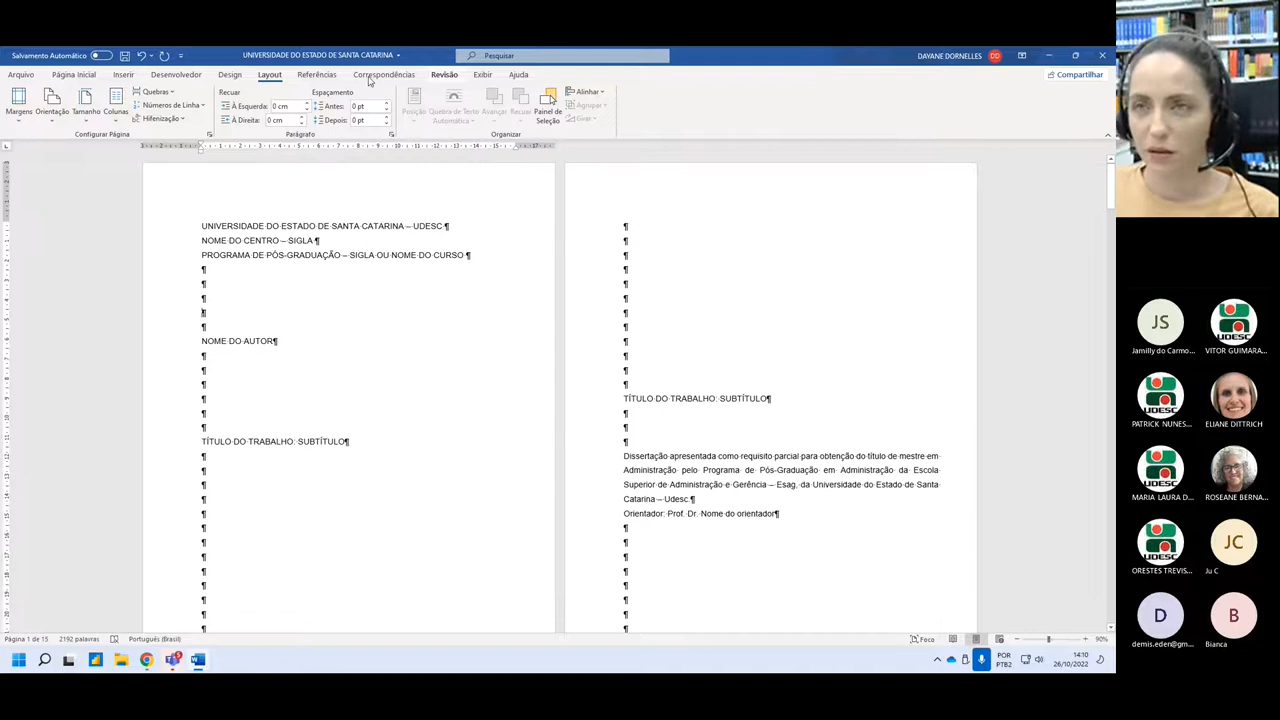 Salvamento Automático
UNIVERSIDADE DO ESTADO DE SANTA CATARINA
Pesquisar
DAYANE DORNELLES
DD
Arquivo
Página Inicial
Inserir
Desenvolvedor
Design
Layout
Referências
Correspondências
Revisão
Exibir
Ajuda
Compartilhar
Margens
Orientação
Tamanho
Colunas
Quebras
Números de Linha
Hifenização
Configurar Página
Recuar
À Esquerda: 0 cm
À Direita: 0 cm
Espaçamento
Antes: 0 pt
Depois: 0 pt
Parágrafo
Posição
Quebra de Texto Automática
Avançar
Recuar
Painel de Seleção
Alinhar
Agrupar
Girar
Organizar
UNIVERSIDADE DO ESTADO DE SANTA CATARINA – UDESC ¶
NOME DO CENTRO – SIGLA ¶
PROGRAMA DE PÓS-GRADUAÇÃO – SIGLA OU NOME DO CURSO ¶
NOME DO AUTOR¶
TÍTULO DO TRABALHO: SUBTÍTULO¶
TÍTULO DO TRABALHO: SUBTÍTULO¶
Dissertação apresentada como requisito parcial para obtenção do título de mestre em
Administração pelo Programa de Pós-Graduação em Administração da Escola
Superior de Administração e Gerência – Esag, da Universidade do Estado de Santa
Catarina – Udesc.¶
Orientador: Prof. Dr. Nome do orientador¶
Página 1 de 15
2192 palavras
Português (Brasil)
Foco
90%
POR
PTB2
14:10
26/10/2022
JS
Jamilly do Carmo...
UDESC
VITOR GUIMARA...
UDESC
PATRICK NUNES...
ELIANE DITTRICH
UDESC
MARIA LAURA D...
ROSEANE BERNA...
UDESC
ORESTES TREVIS...
JC
Ju C
D
demis.eder@gm...
B
Bianca